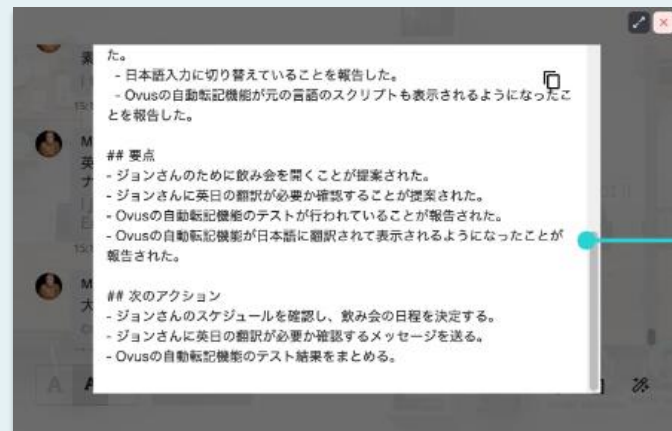 た。
- 日本語入力に切り替えていることを報告した。
- Ovusの自動転記機能が元の言語のスクリプトも表示されるようになったこ
とを報告した。
## 要点
- ジョンさんのために飲み会を開くことが提案された。
- ジョンさんに英日の翻訳が必要か確認することが提案された。
- Ovusの自動転記機能のテストが行われていることが報告された。
- Ovusの自動転記機能が日本語に翻訳されて表示されるようになったことが
報告された。
## 次のアクション
- ジョンさんのスケジュールを確認し、飲み会の日程を決定する。
- ジョンさんに英日の翻訳が必要か確認するメッセージを送る。
- Ovusの自動転記機能のテスト結果をまとめる。